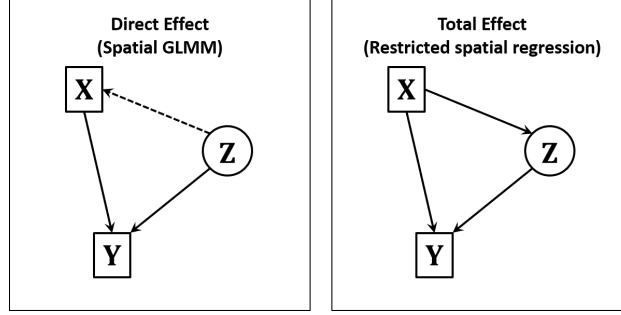 Direct Effect
(Spatial GLMM)
X
Z
Y
Total Effect
(Restricted spatial regression)
X
Z
Y